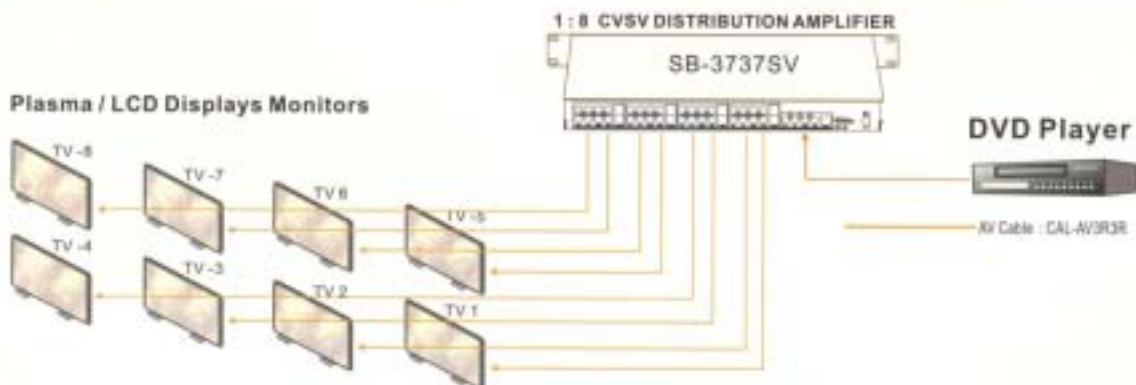 1 : 8 CVSV DISTRIBUTION AMPLIFIER
SB-3737SV
Plasma / LCD Displays Monitors
DVD Player
TV -8
TV -7
TV 6
TV -5
AV Cable : CAL-AV3R3R
TV -4
TV -3
TV 2
TV 1